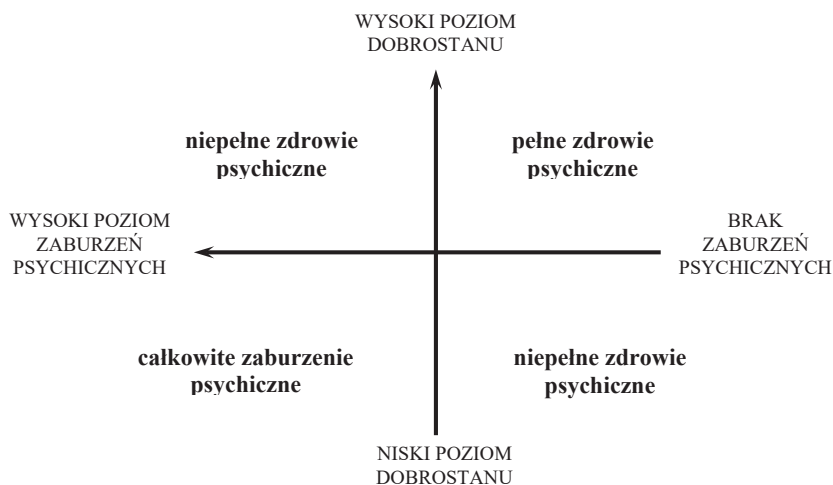 WYSOKI POZIOM
DOBROSTANU
niepełne zdrowie
psychiczne
pełne zdrowie
psychiczne
WYSOKI POZIOM
ZABURZEŃ
PSYCHICZNYCH
BRAK
ZABURZEŃ
PSYCHICZNYCH
całkowite zaburzenie
psychiczne
niepełne zdrowie
psychiczne
NISKI POZIOM
DOBROSTANU